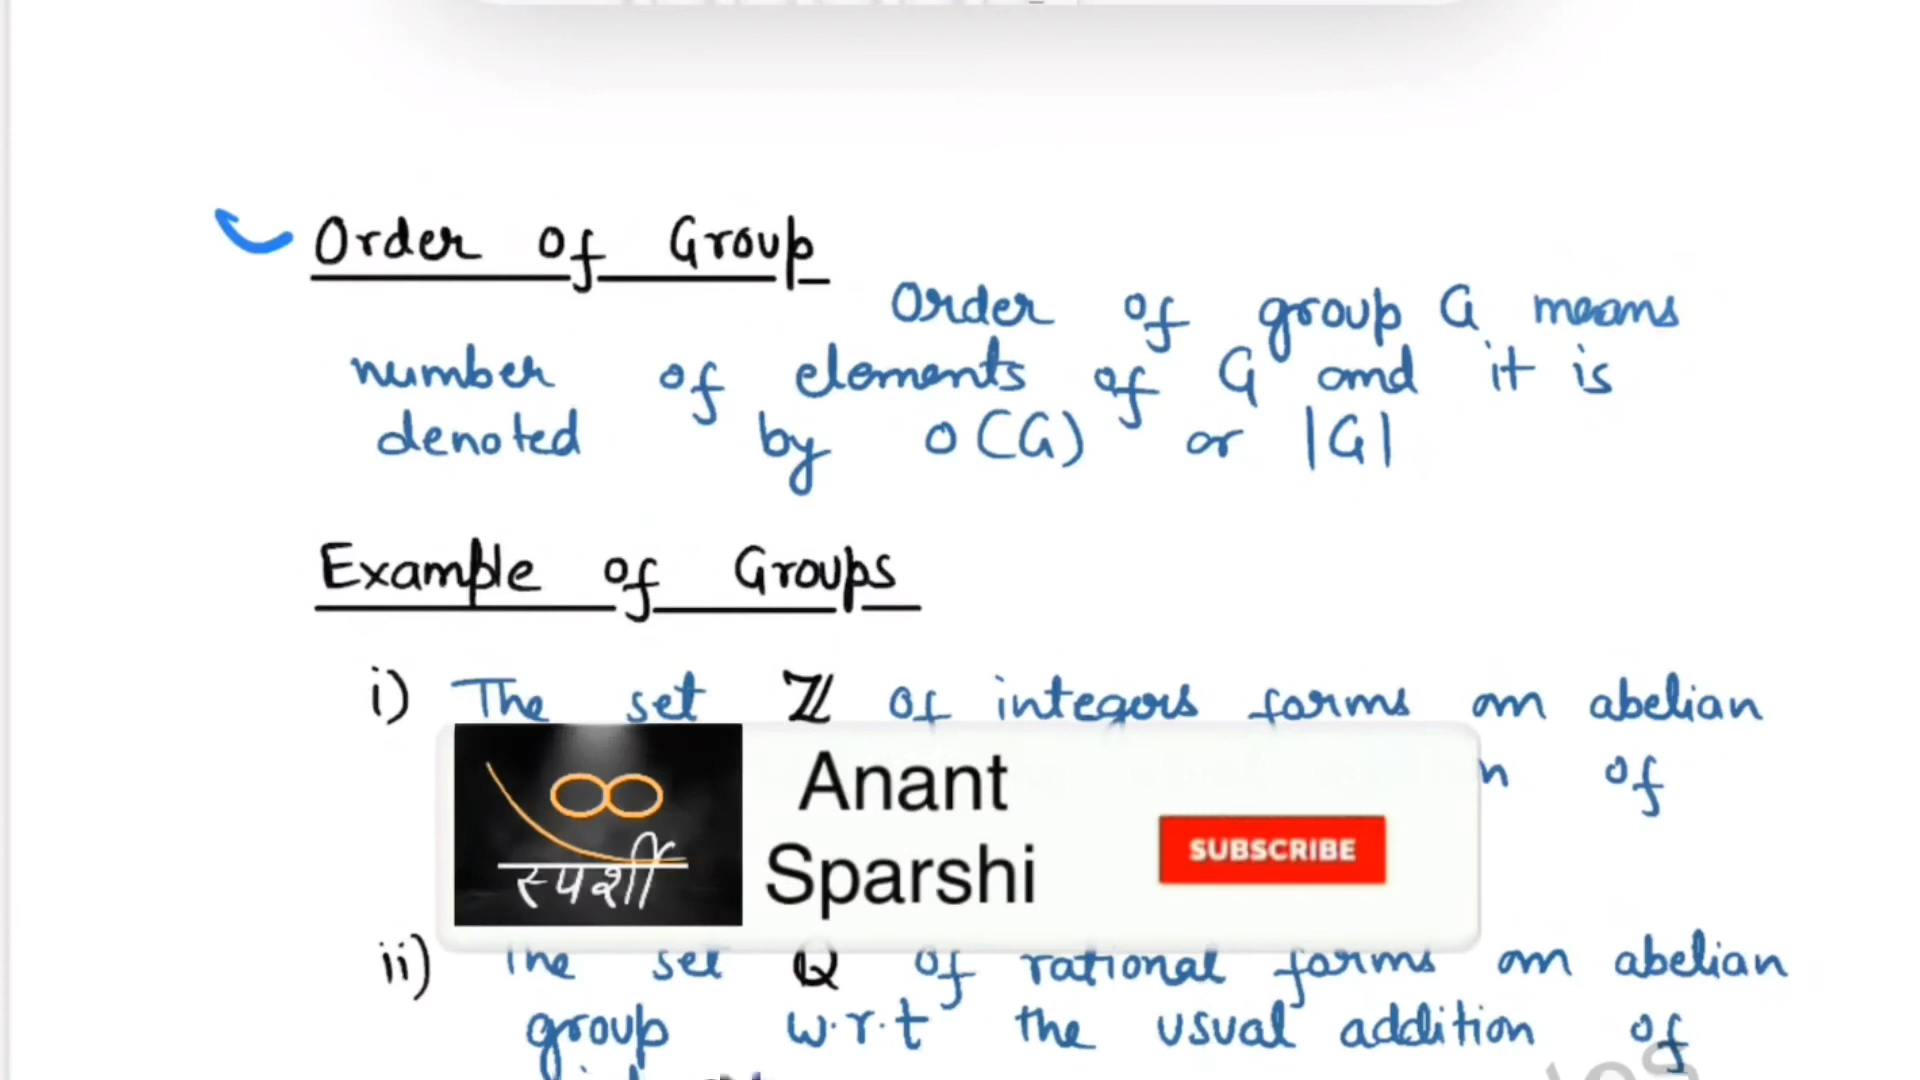 Order of Group
Order of group G means
number of elements of G and it is
denoted by o(G) or |G|
Example of Groups
i) The set ℤ of integers forms an abelian
of
स्पर्शी
Anant
Sparshi
SUBSCRIBE
ii) The set Q of rational forms an abelian
group w.r.t the usual addition of